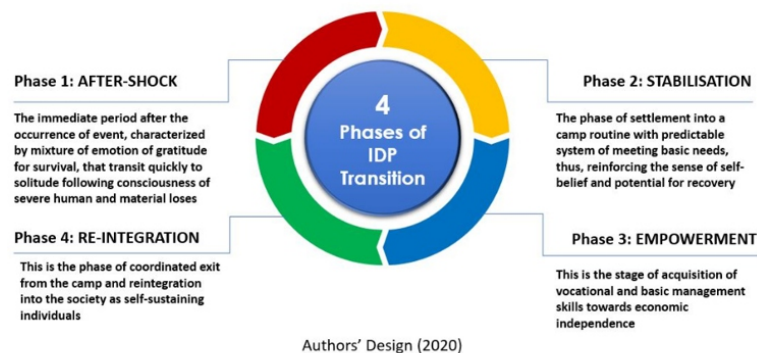 Phase 1: AFTER-SHOCK
The immediate period after the
occurrence of event, characterized
by mixture of emotion of gratitude
for survival, that transit quickly to
solitude following consciousness of
severe human and material loses
4
Phases of
IDP
Transition
Phase 2: STABILISATION
The phase of settlement into a
camp routine with predictable
system of meeting basic needs,
thus, reinforcing the sense of self-
belief and potential for recovery
Phase 4: RE-INTEGRATION
This is the phase of coordinated exit
from the camp and reintegration
into the society as self-sustaining
individuals
Phase 3: EMPOWERMENT
This is the stage of acquisition of
vocational and basic management
skills towards economic
independence
Authors' Design (2020)